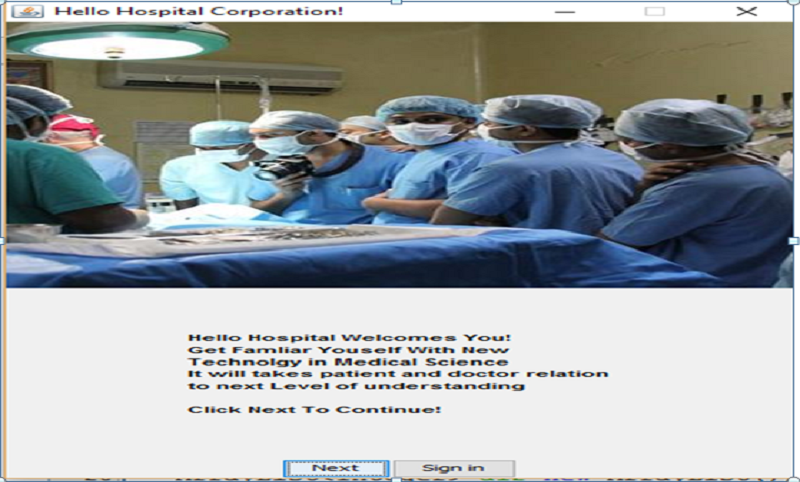 Hello Hospital Corporation!
Hello Hospital Welcomes You!
Get Famliar Youself With New
Technolgy in Medical Science
It will takes patient and doctor relation
to next Level of understanding
Click Next To Continue!
Next
Sign in